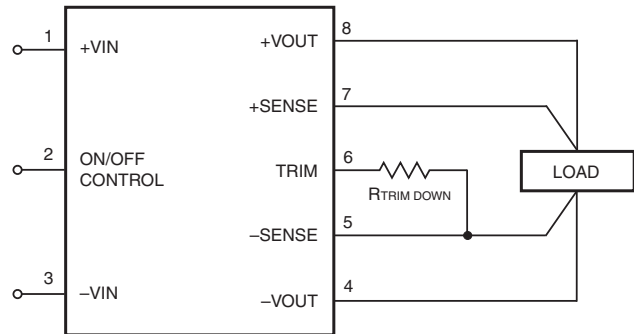 1
+VIN
2
ON/OFF
CONTROL
3
–VIN
+VOUT
8
+SENSE
7
TRIM
6
RTRIM DOWN
–SENSE
5
–VOUT
4
LOAD